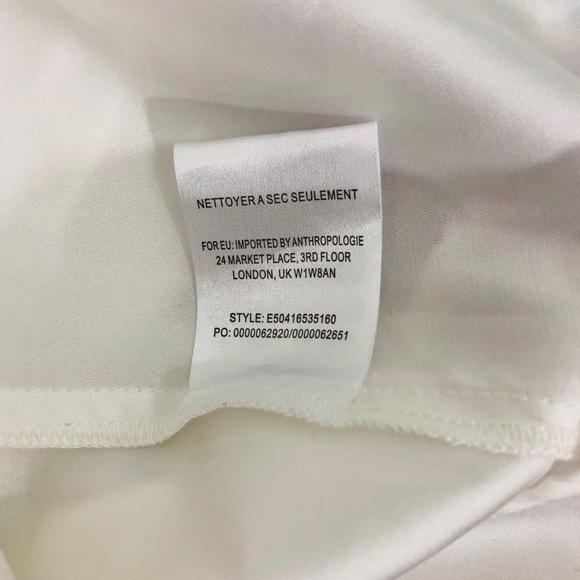 NETTOYER A SEC SEULEMENT
FOR EU: IMPORTED BY ANTHROPOLOGIE
24 MARKET PLACE, 3RD FLOOR
LONDON, UK W1W8AN
STYLE: E50416535160
PO: 0000062920/0000062651